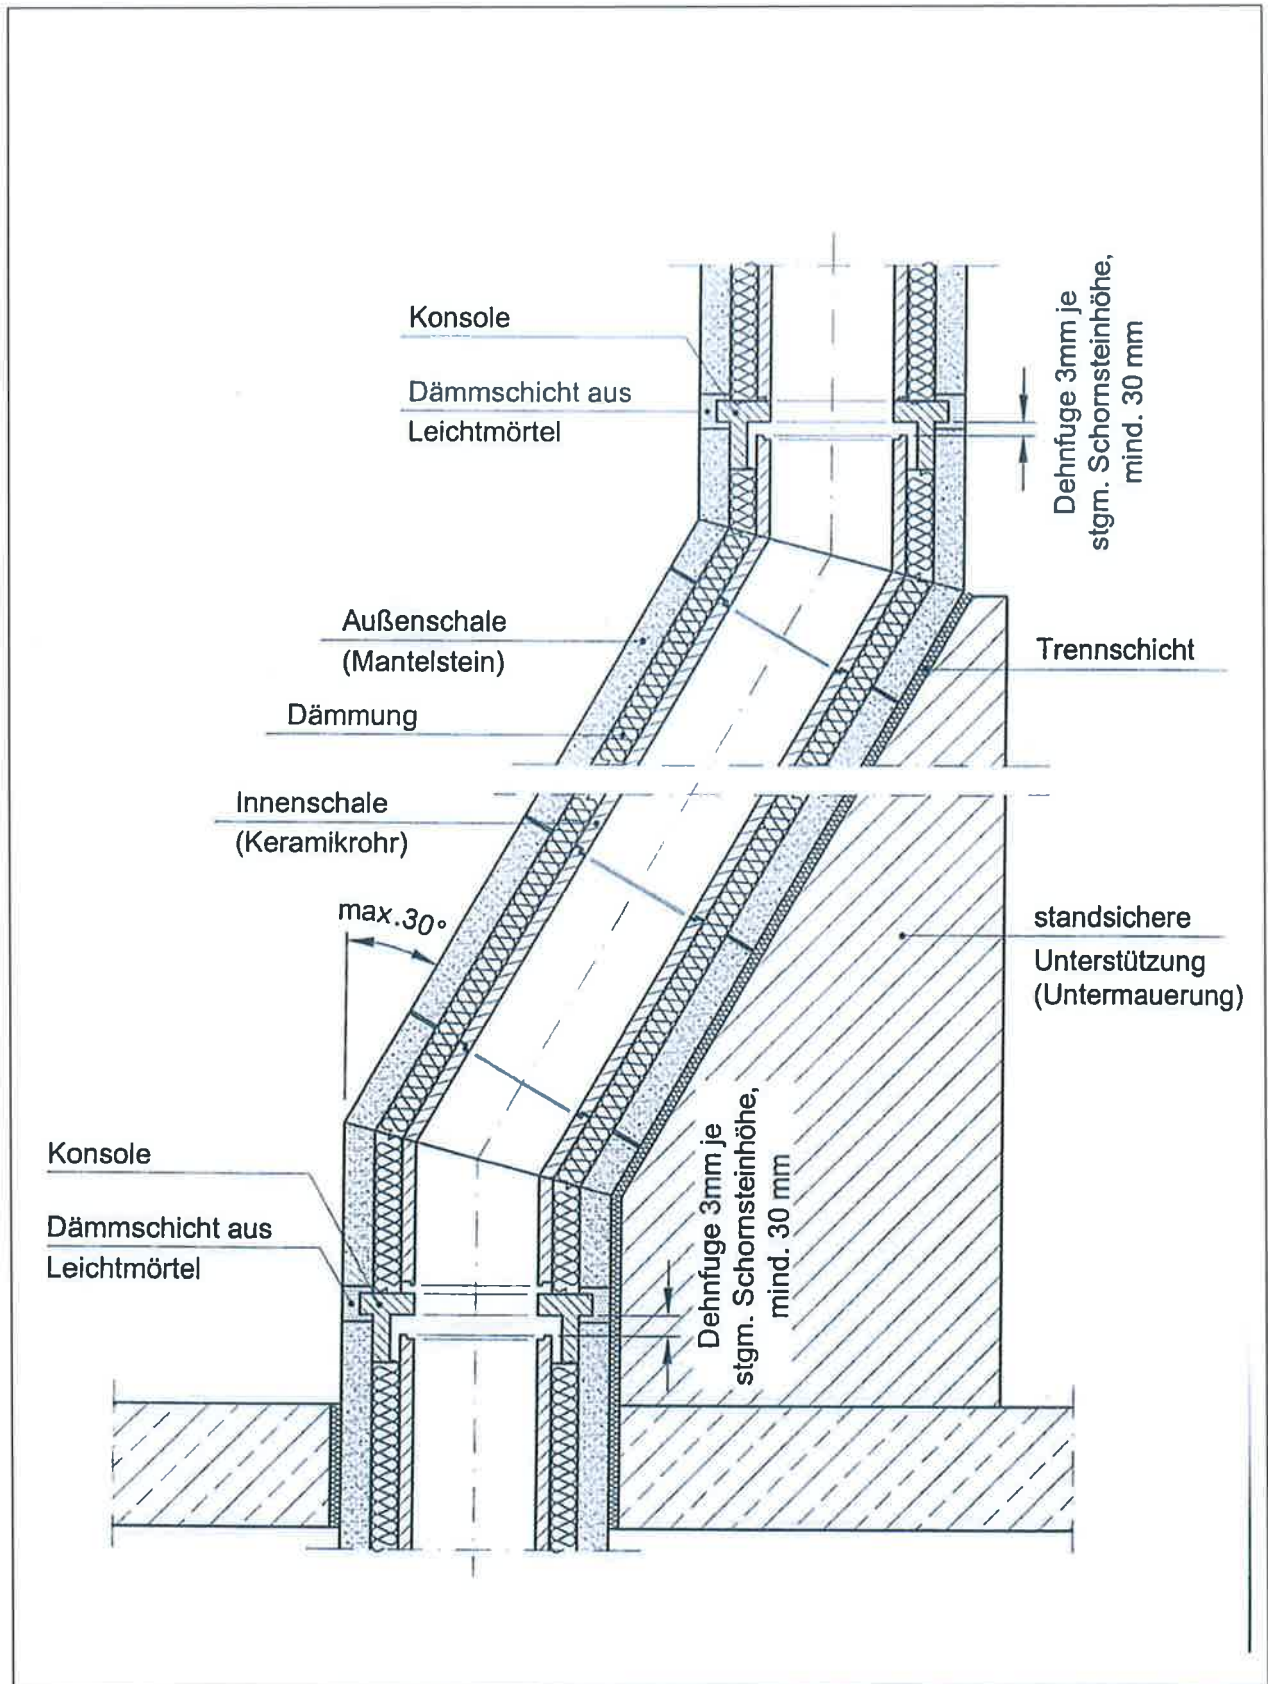 Konsole
Dämmschicht aus
Leichtmörtel
Dehnfuge 3mm je
stgm. Schornsteinhöhe,
mind. 30 mm
Außenschale
(Mantelstein)
Trennschicht
Dämmung
Innenschale
(Keramikrohr)
max.30°
standsichere
Unterstützung
(Untermauerung)
Konsole
Dämmschicht aus
Leichtmörtel
Dehnfuge 3mm je
stgm. Schornsteinhöhe,
mind. 30 mm